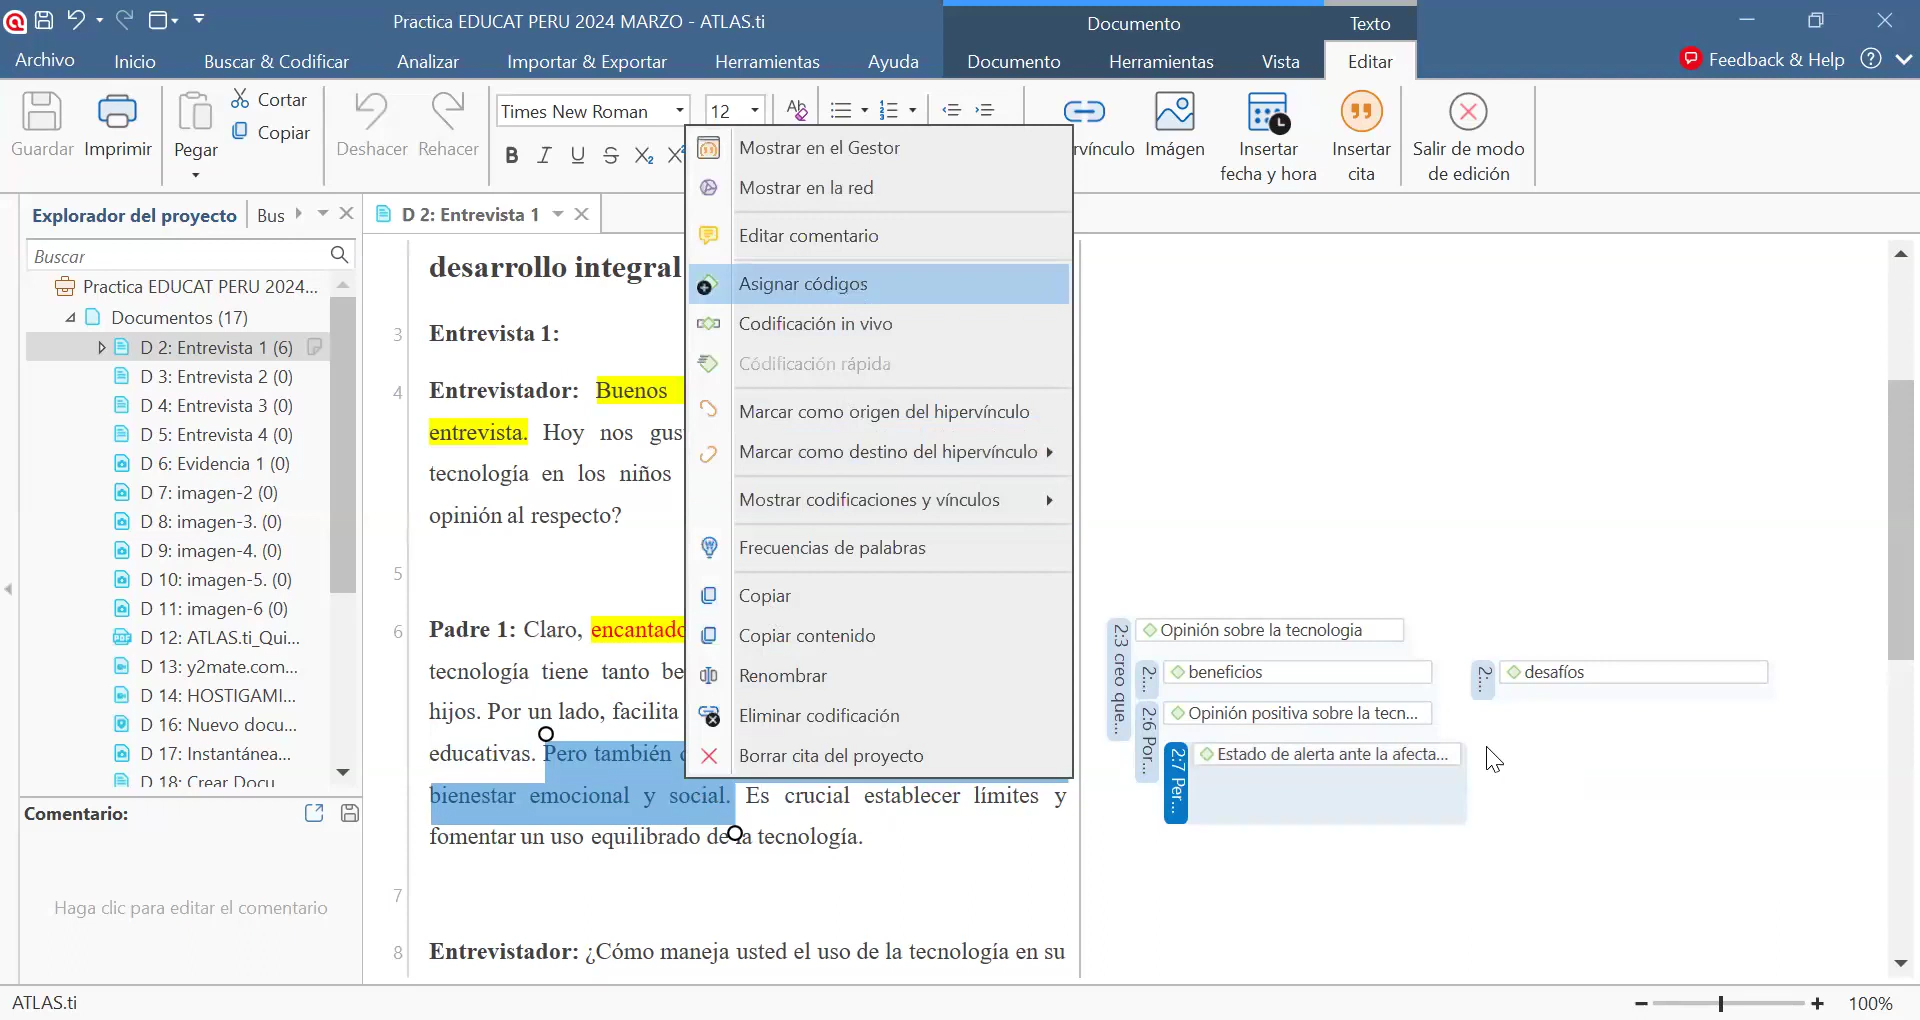 Practica EDUCAT PERU 2024 MARZO - ATLAS.ti
Documento
Texto
Archivo
Inicio
Buscar & Codificar
Analizar
Importar & Exportar
Herramientas
Ayuda
Documento
Herramientas
Vista
Editar
Feedback & Help
Guardar
Imprimir
Pegar
Cortar
Copiar
Deshacer
Rehacer
Times New Roman
12
rvínculo
Imágen
Insertar
fecha y hora
Insertar
cita
Salir de modo
de edición
Explorador del proyecto
Bus
D 2: Entrevista 1
Buscar
Practica EDUCAT PERU 2024...
Documentos (17)
D 2: Entrevista 1 (6)
D 3: Entrevista 2 (0)
D 4: Entrevista 3 (0)
D 5: Entrevista 4 (0)
D 6: Evidencia 1 (0)
D 7: imagen-2 (0)
D 8: imagen-3. (0)
D 9: imagen-4. (0)
D 10: imagen-5. (0)
D 11: imagen-6 (0)
D 12: ATLAS.ti_Qui...
D 13: y2mate.com...
D 14: HOSTIGAMI...
D 16: Nuevo docu...
D 17: Instantánea...
D 18: Crear Docu
Comentario:
Haga clic para editar el comentario
desarrollo integral
3 Entrevista 1:
4 Entrevistador: Buenos
entrevista. Hoy nos gus
tecnología en los niños
opinión al respecto?
5
6 Padre 1: Claro, encantado
tecnología tiene tanto be
hijos. Por un lado, facilita
educativas. Pero también
bienestar emocional y social. Es crucial establecer límites y
fomentar un uso equilibrado de la tecnología.
7
8 Entrevistador: ¿Cómo maneja usted el uso de la tecnología en su
Mostrar en el Gestor
Mostrar en la red
Editar comentario
Asignar códigos
Codificación in vivo
Códificación rápida
Marcar como origen del hipervínculo
Marcar como destino del hipervínculo
Mostrar codificaciones y vínculos
Frecuencias de palabras
Copiar
Copiar contenido
Renombrar
Eliminar codificación
Borrar cita del proyecto
2:3 creo que...
Opinión sobre la tecnologia
2:...
beneficios
2:...
desafíos
2:6 Por...
Opinión positiva sobre la tecn...
2:7 Per...
Estado de alerta ante la afecta...
ATLAS.ti
100%